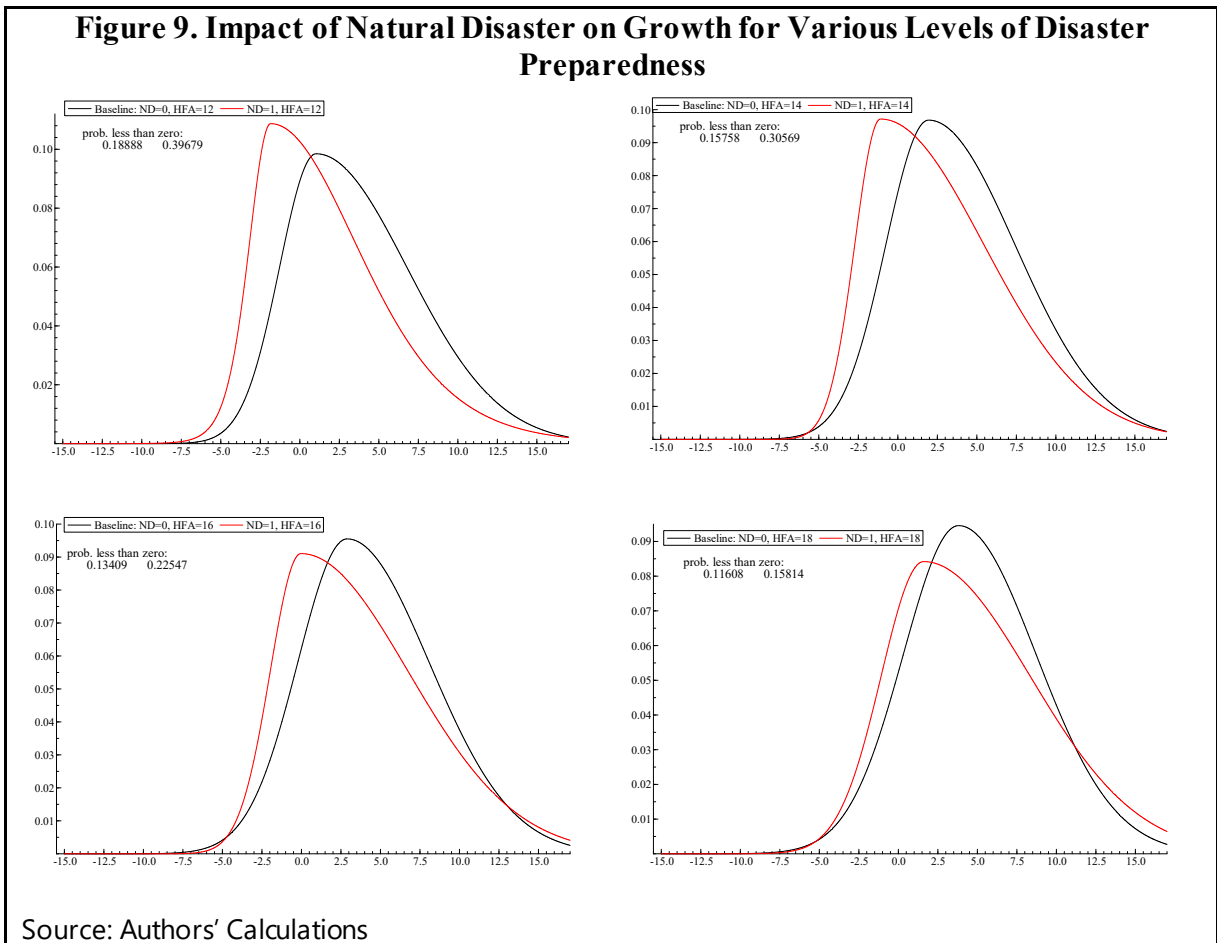 Figure 9. Impact of Natural Disaster on Growth for Various Levels of Disaster
Preparedness
Baseline: ND=0, HFA=12 ND=1, HFA=12
prob. less than zero:
0.18888 0.39679
0.10
0.08
0.06
0.04
0.02
-15.0 -12.5 -10.0 -7.5 -5.0 -2.5 0.0 2.5 5.0 7.5 10.0 12.5 15.0
Baseline: ND=0, HFA=14 ND=1, HFA=14
prob. less than zero:
0.15758 0.30569
0.10
0.09
0.08
0.07
0.06
0.05
0.04
0.03
0.02
0.01
-15.0 -12.5 -10.0 -7.5 -5.0 -2.5 0.0 2.5 5.0 7.5 10.0 12.5 15.0
Baseline: ND=0, HFA=16 ND=1, HFA=16
prob. less than zero:
0.13409 0.22547
0.10
0.09
0.08
0.07
0.06
0.05
0.04
0.03
0.02
0.01
-15.0 -12.5 -10.0 -7.5 -5.0 -2.5 0.0 2.5 5.0 7.5 10.0 12.5 15.0
Baseline: ND=0, HFA=18 ND=1, HFA=18
prob. less than zero:
0.11608 0.15814
0.09
0.08
0.07
0.06
0.05
0.04
0.03
0.02
0.01
-15.0 -12.5 -10.0 -7.5 -5.0 -2.5 0.0 2.5 5.0 7.5 10.0 12.5 15.0
Source: Authors' Calculations